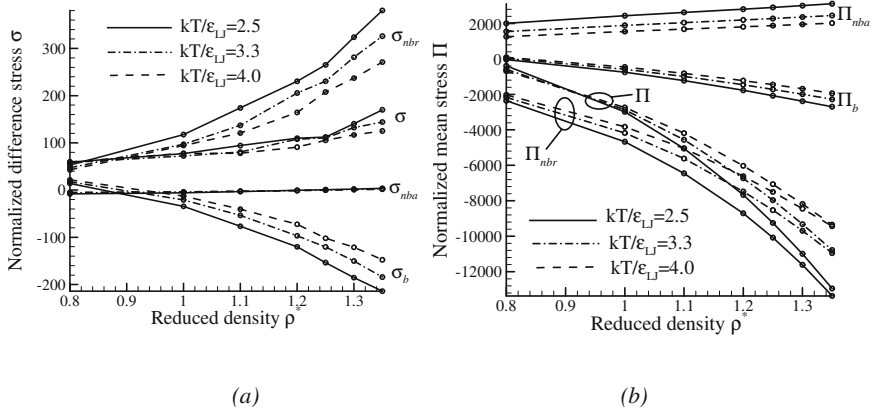 (a)
Normalized difference stress σ
300
200
100
0
-100
-200
kT/ε_LJ=2.5
kT/ε_LJ=3.3
kT/ε_LJ=4.0
σ_nbr
σ
σ_nba
σ_b
0.8 0.9 1 1.1 1.2 1.3
Reduced density ρ*
(b)
Normalized mean stress Π
2000
0
-2000
-4000
-6000
-8000
-10000
-12000
Π_nba
Π_b
Π
Π_nbr
kT/ε_LJ=2.5
kT/ε_LJ=3.3
kT/ε_LJ=4.0
0.8 0.9 1 1.1 1.2 1.3
Reduced density ρ*
(a)
(b)